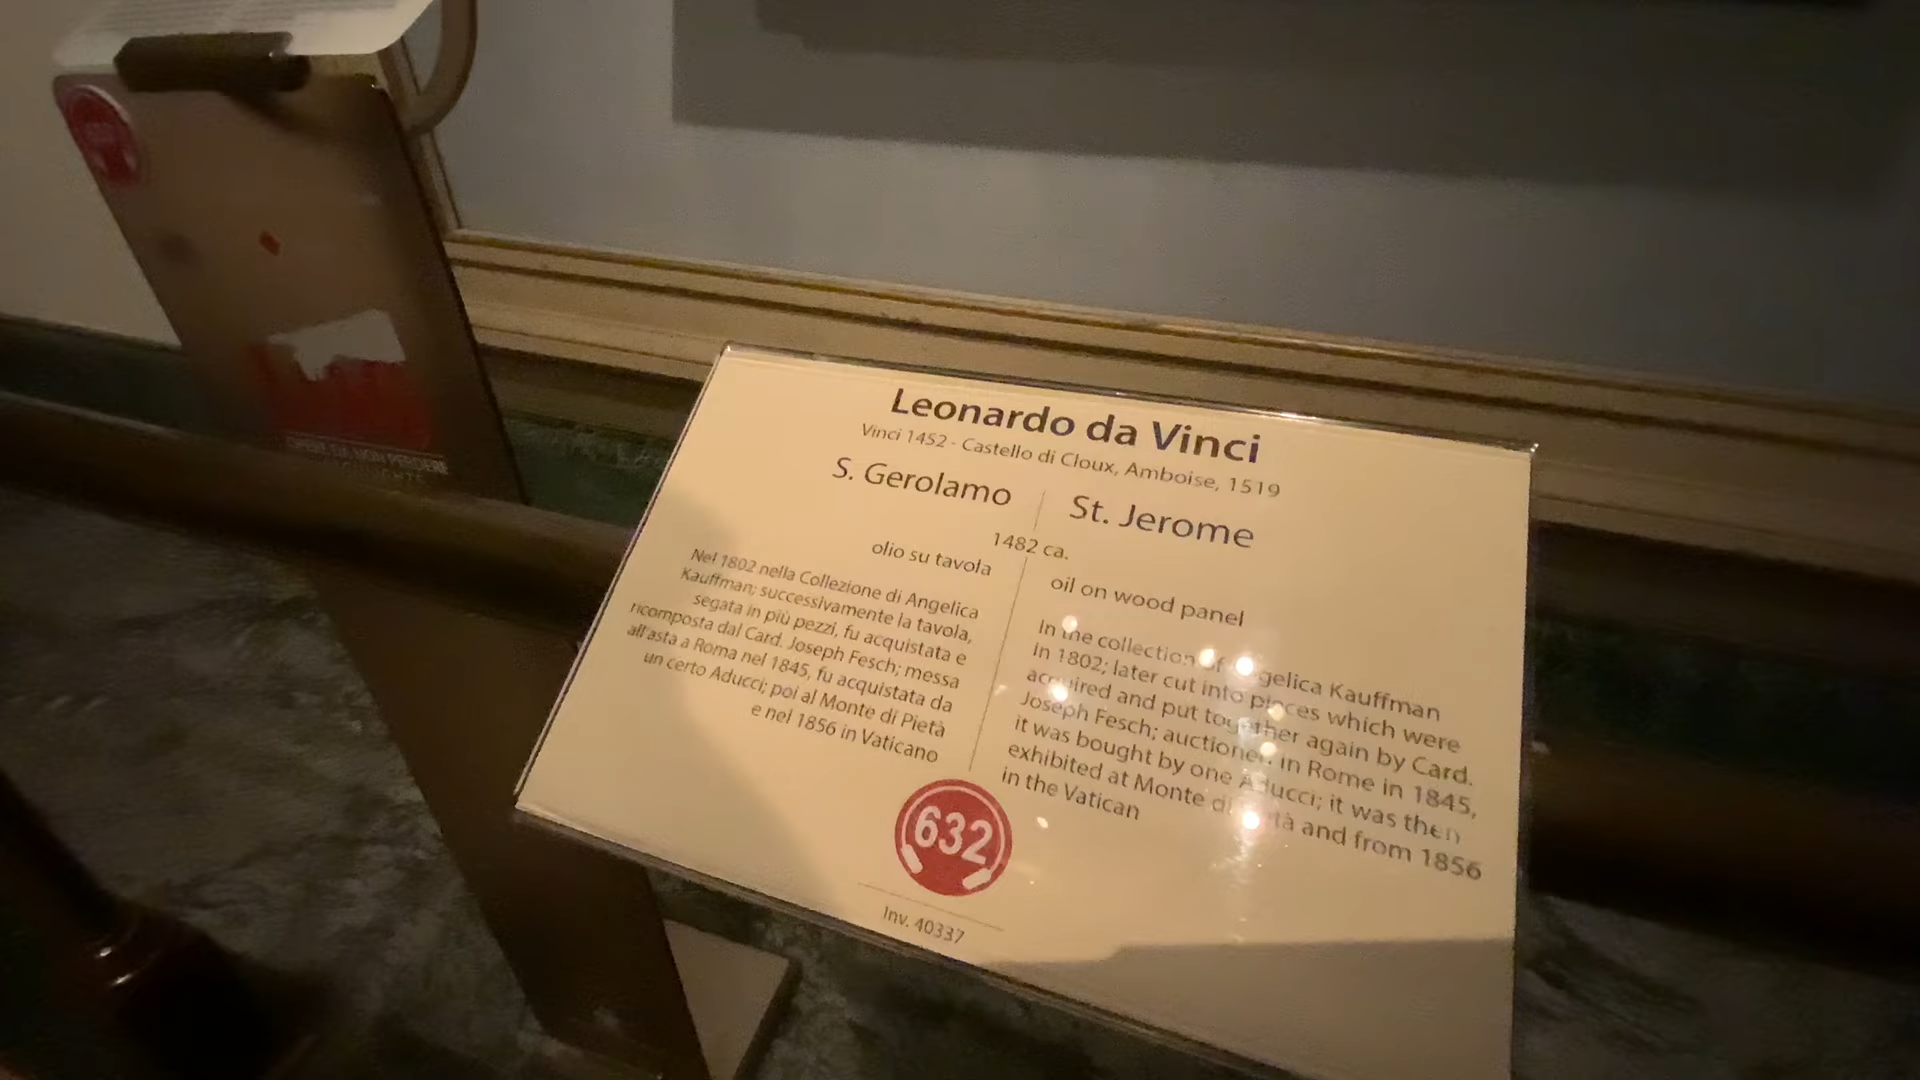 Leonardo da Vinci
Vinci 1452 - Castello di Cloux, Amboise, 1519
S. Gerolamo
St. Jerome
1482 ca.
olio su tavola
Nel 1802 nella Collezione di Angelica
Kauffman; successivamente la tavola,
segata in più pezzi, fu acquistata e
ricomposta dal Card. Joseph Fesch; messa
all'asta a Roma nel 1845, fu acquistata da
un certo Aducci; poi al Monte di Pietà
e nel 1856 in Vaticano
oil on wood panel
In the collection of Angelica Kauffman
in 1802; later cut into pieces which were
acquired and put together again by Card.
Joseph Fesch; auctioned in Rome in 1845,
it was bought by one Aducci; it was then
exhibited at Monte di Pietà and from 1856
in the Vatican
632
Inv. 40337
OPERE DA NON PERDERE